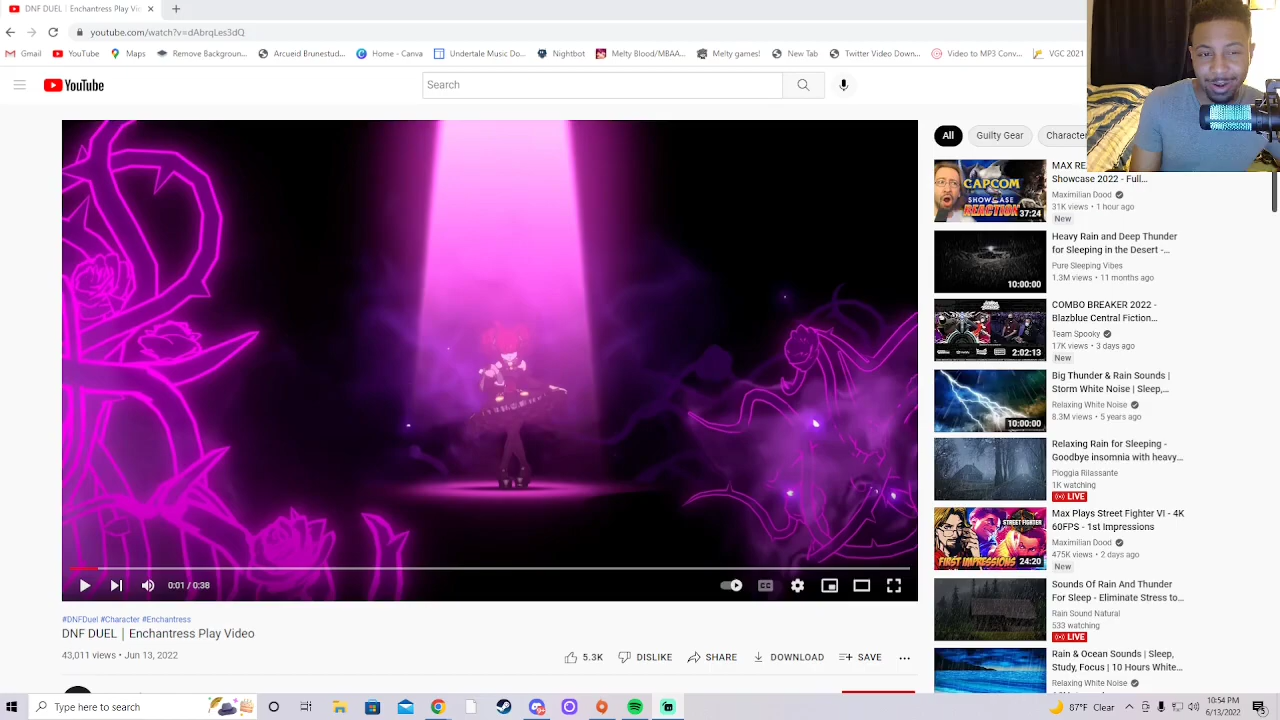 DNF DUEL | Enchantress Play Vi
youtube.com/watch?v=dAbrqLes3dQ
Gmail
YouTube
Maps
Remove Background...
Arcueid Brunestud...
Home - Canva
Undertale Music Do...
Nightbot
Melty Blood/MBAA...
Melty games
New Tab
Twitter Video Down...
Video to MP3 Conv...
VGC 2021
YouTube
Search
All
Guilty Gear
Character
CAPCOM
SHOWCASE
REACTION
37:24
MAX REA
Showcase 2022 - Full...
Maximilian Dood
31K views • 1 hour ago
New
10:00:00
Heavy Rain and Deep Thunder
for Sleeping in the Desert -...
Pure Sleeping Vibes
1.3M views • 11 months ago
2:02:13
COMBO BREAKER 2022 -
Blazblue Central Fiction...
Team Spooky
17K views • 3 days ago
New
10:00:00
Big Thunder & Rain Sounds |
Storm White Noise | Sleep,...
Relaxing White Noise
8.3M views • 5 years ago
Relaxing Rain for Sleeping -
Goodbye insomnia with heavy...
Pioggia Rilassante
1K watching
LIVE
STREET FIGHTER
FIRST IMPRESSIONS
24:20
Max Plays Street Fighter VI - 4K
60FPS - 1st Impressions
Maximilian Dood
475K views • 2 days ago
New
Sounds Of Rain And Thunder
For Sleep - Eliminate Stress to...
Rain Sound Natural
533 watching
LIVE
Rain & Ocean Sounds | Sleep,
Study, Focus | 10 Hours White...
Relaxing White Noise
0:01 / 0:38
#DNFDuel #Character #Enchantress
DNF DUEL | Enchantress Play Video
43,011 views • Jun 13, 2022
5.3K
DISLIKE
SHARE
DOWNLOAD
SAVE
Type here to search
10:54 PM
6/13/2022